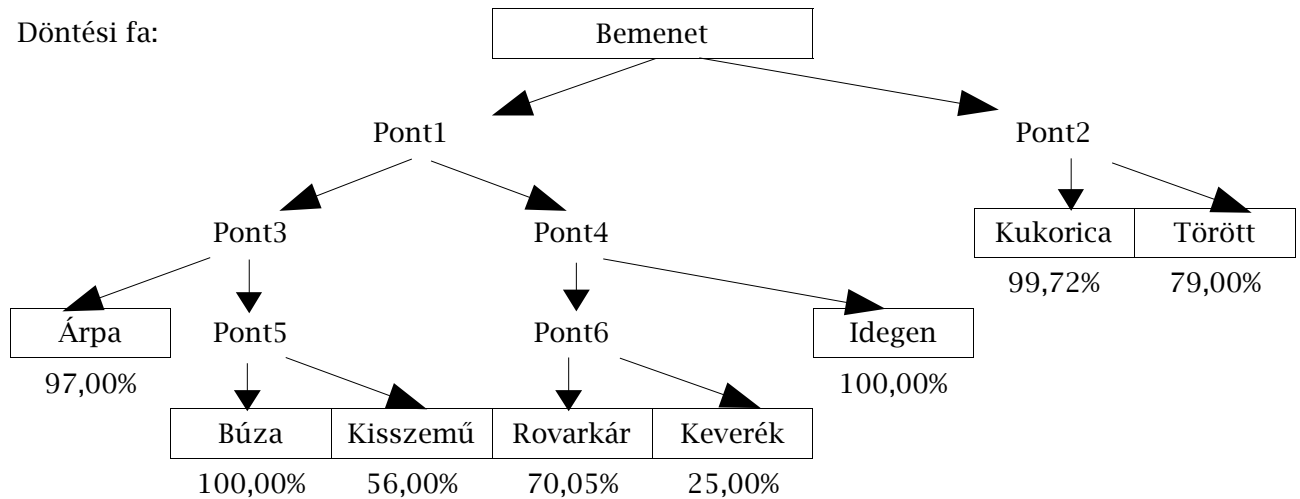 Döntési fa:
Bemenet
Pont1 Pont2
Pont3 Pont4 Kukorica Törött
99,72% 79,00%
Árpa Pont5 Pont6 Idegen
97,00% 100,00%
Búza Kisszemű Rovarkár Keverék
100,00% 56,00% 70,05% 25,00%